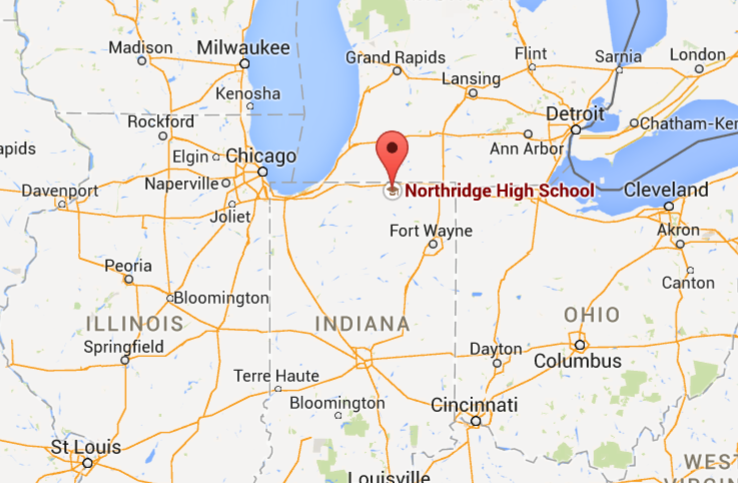 Madison
Milwaukee
Grand Rapids
Flint
Sarnia
London
Lansing
Kenosha
Rockford
Detroit
Chatham-Ker
apids
Elgin
Chicago
Ann Arbor
Naperville
Davenport
Northridge High School
Cleveland
Joliet
Fort Wayne
Akron
Peoria
Canton
Bloomington
ILLINOIS
INDIANA
OHIO
Springfield
Dayton
Columbus
Terre Haute
Bloomington
Cincinnati
St Louis
WEST
VIRGINIA
Louisville